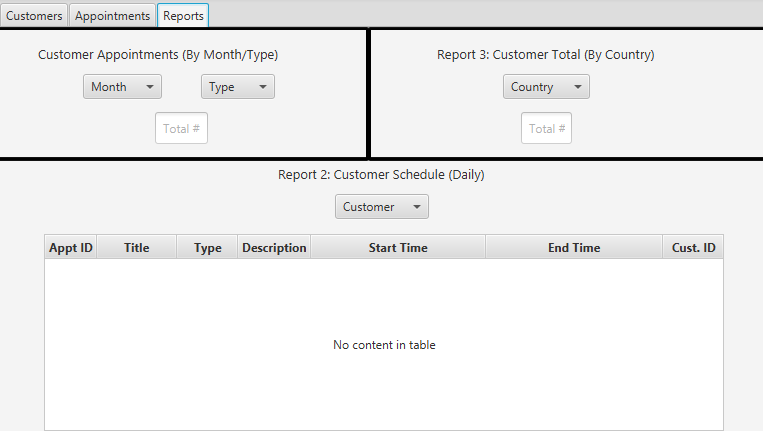 Customers Appointments Reports
Customer Appointments (By Month/Type)
Month Type
Total #
Report 3: Customer Total (By Country)
Country
Total #
Report 2: Customer Schedule (Daily)
Customer
Appt ID Title Type Description Start Time End Time Cust. ID
No content in table